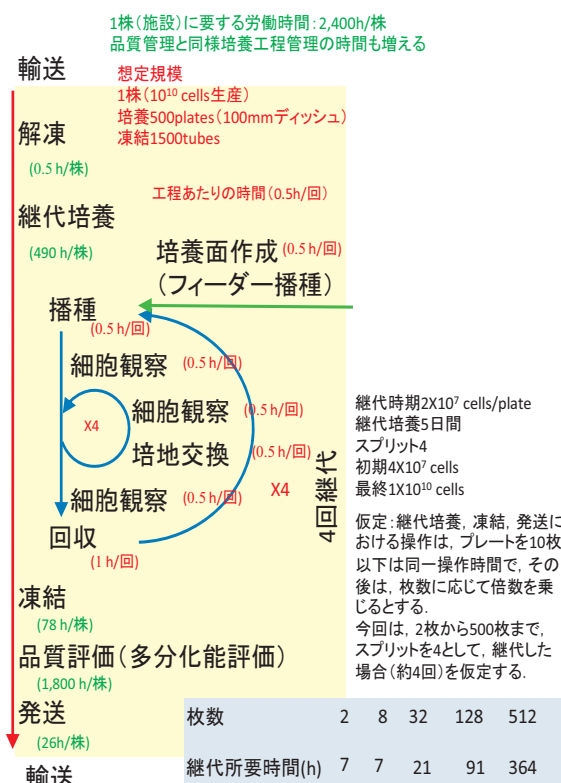 1株(施設)に要する労働時間:2,400h/株
品質管理と同様培養工程管理の時間も増える
輸送
想定規模
1株(10¹⁰ cells生産)
培養500plates(100mmディッシュ)
凍結1500tubes
解凍
(0.5 h/株)
工程あたりの時間(0.5h/回)
継代培養
(490 h/株)
培養面作成(0.5 h/回)
(フィーダー播種)
播種
(0.5 h/回)
細胞観察 (0.5 h/回)
X4
細胞観察 (0.5 h/回)
培地交換 (0.5 h/回)
細胞観察 (0.5 h/回)
X4
4回継代
回収
(1 h/回)
継代時期2X10⁷ cells/plate
継代培養5日間
スプリット4
初期4X10⁷ cells
最終1X10¹⁰ cells
仮定:継代培養,凍結,発送に
おける操作は,プレートを10枚
以下は同一操作時間で,その
後は,枚数に応じて倍数を乗
じるとする.
今回は,2枚から500枚まで,
スプリットを4として,継代した
場合(約4回)を仮定する.
凍結
(78 h/株)
品質評価(多分化能評価)
(1,800 h/株)
発送
(26h/株)
輸送
枚数 2 8 32 128 512
継代所要時間(h) 7 7 21 91 364